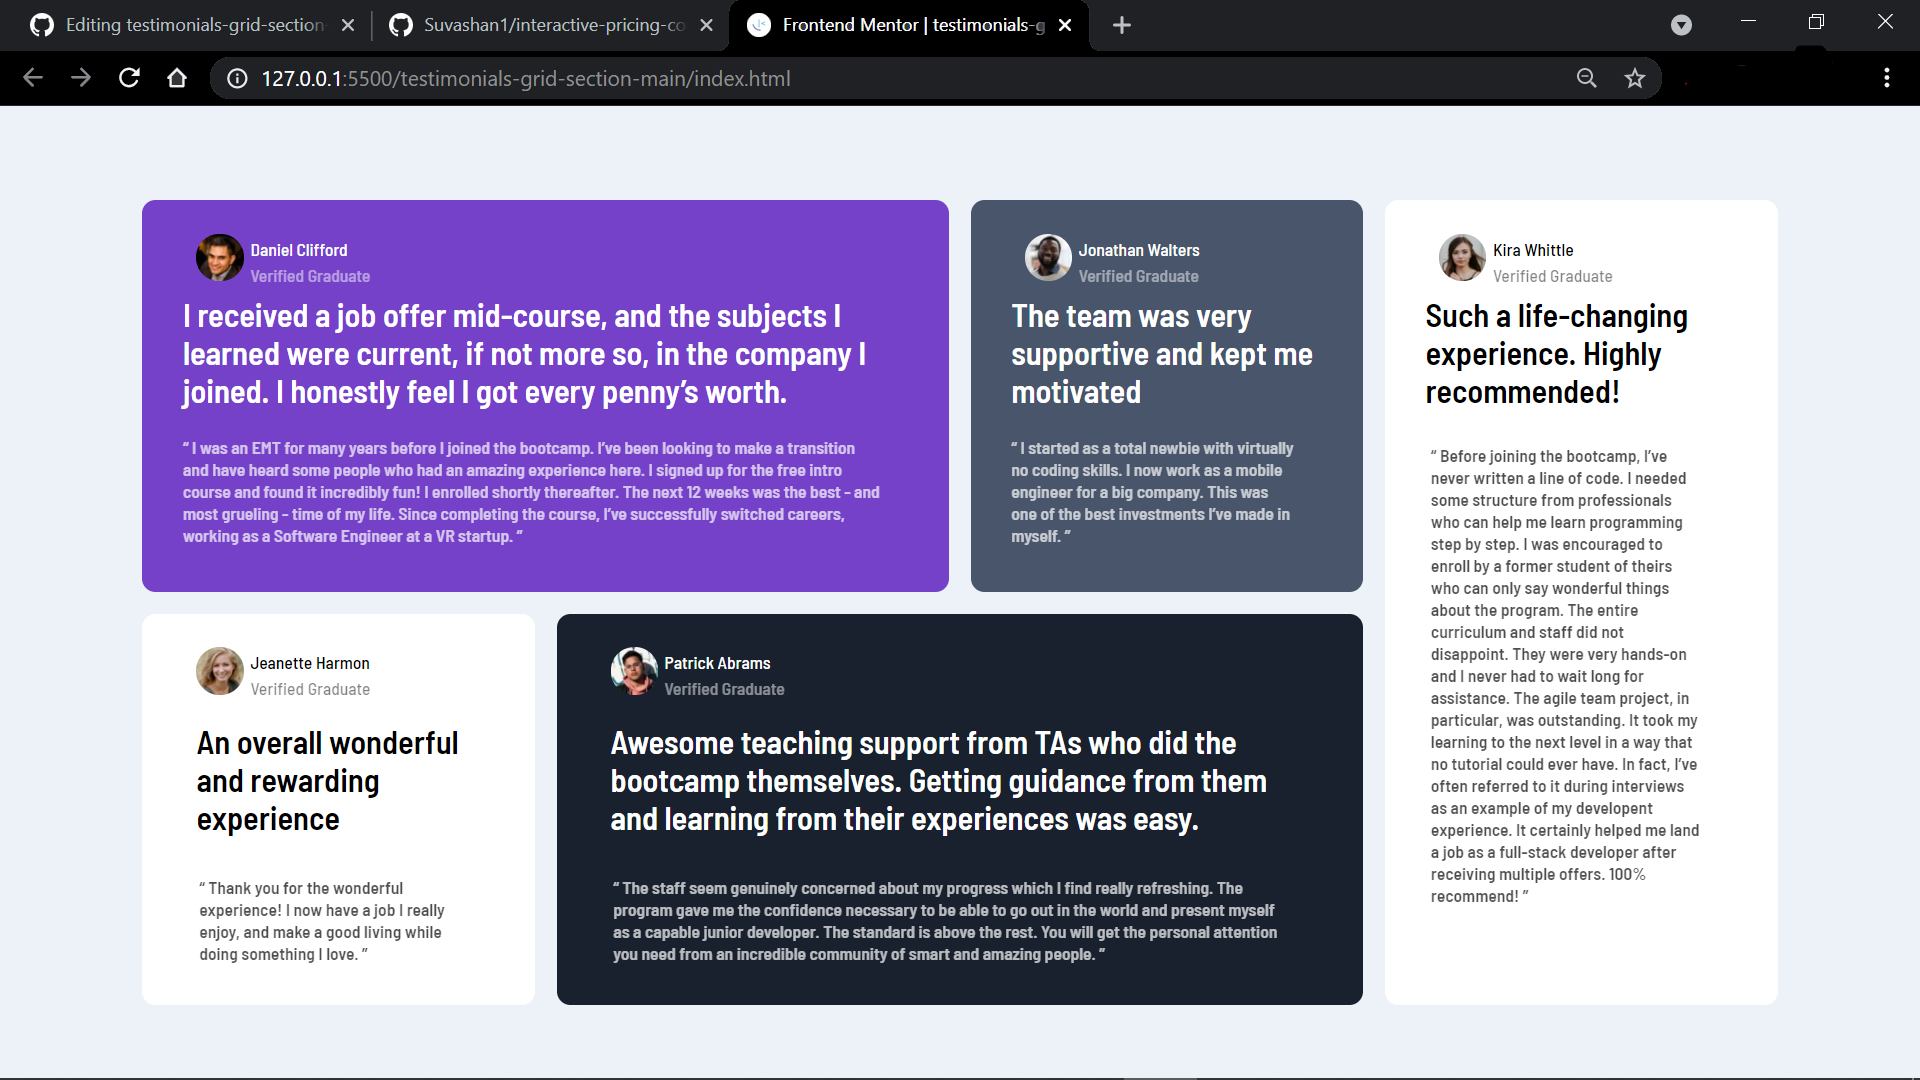 Editing testimonials-grid-section
Suvashan1/interactive-pricing-co
Frontend Mentor | testimonials-g
127.0.0.1:5500/testimonials-grid-section-main/index.html
Daniel Clifford
Verified Graduate
I received a job offer mid-course, and the subjects I
learned were current, if not more so, in the company I
joined. I honestly feel I got every penny’s worth.
“ I was an EMT for many years before I joined the bootcamp. I’ve been looking to make a transition
and have heard some people who had an amazing experience here. I signed up for the free intro
course and found it incredibly fun! I enrolled shortly thereafter. The next 12 weeks was the best - and
most grueling - time of my life. Since completing the course, I’ve successfully switched careers,
working as a Software Engineer at a VR startup. ”
Jonathan Walters
Verified Graduate
The team was very
supportive and kept me
motivated
“ I started as a total newbie with virtually
no coding skills. I now work as a mobile
engineer for a big company. This was
one of the best investments I’ve made in
myself. ”
Kira Whittle
Verified Graduate
Such a life-changing
experience. Highly
recommended!
“ Before joining the bootcamp, I’ve
never written a line of code. I needed
some structure from professionals
who can help me learn programming
step by step. I was encouraged to
enroll by a former student of theirs
who can only say wonderful things
about the program. The entire
curriculum and staff did not
disappoint. They were very hands-on
and I never had to wait long for
assistance. The agile team project, in
particular, was outstanding. It took my
learning to the next level in a way that
no tutorial could ever have. In fact, I’ve
often referred to it during interviews
as an example of my developent
experience. It certainly helped me land
a job as a full-stack developer after
receiving multiple offers. 100%
recommend! ”
Jeanette Harmon
Verified Graduate
An overall wonderful
and rewarding
experience
“ Thank you for the wonderful
experience! I now have a job I really
enjoy, and make a good living while
doing something I love. ”
Patrick Abrams
Verified Graduate
Awesome teaching support from TAs who did the
bootcamp themselves. Getting guidance from them
and learning from their experiences was easy.
“ The staff seem genuinely concerned about my progress which I find really refreshing. The
program gave me the confidence necessary to be able to go out in the world and present myself
as a capable junior developer. The standard is above the rest. You will get the personal attention
you need from an incredible community of smart and amazing people. ”